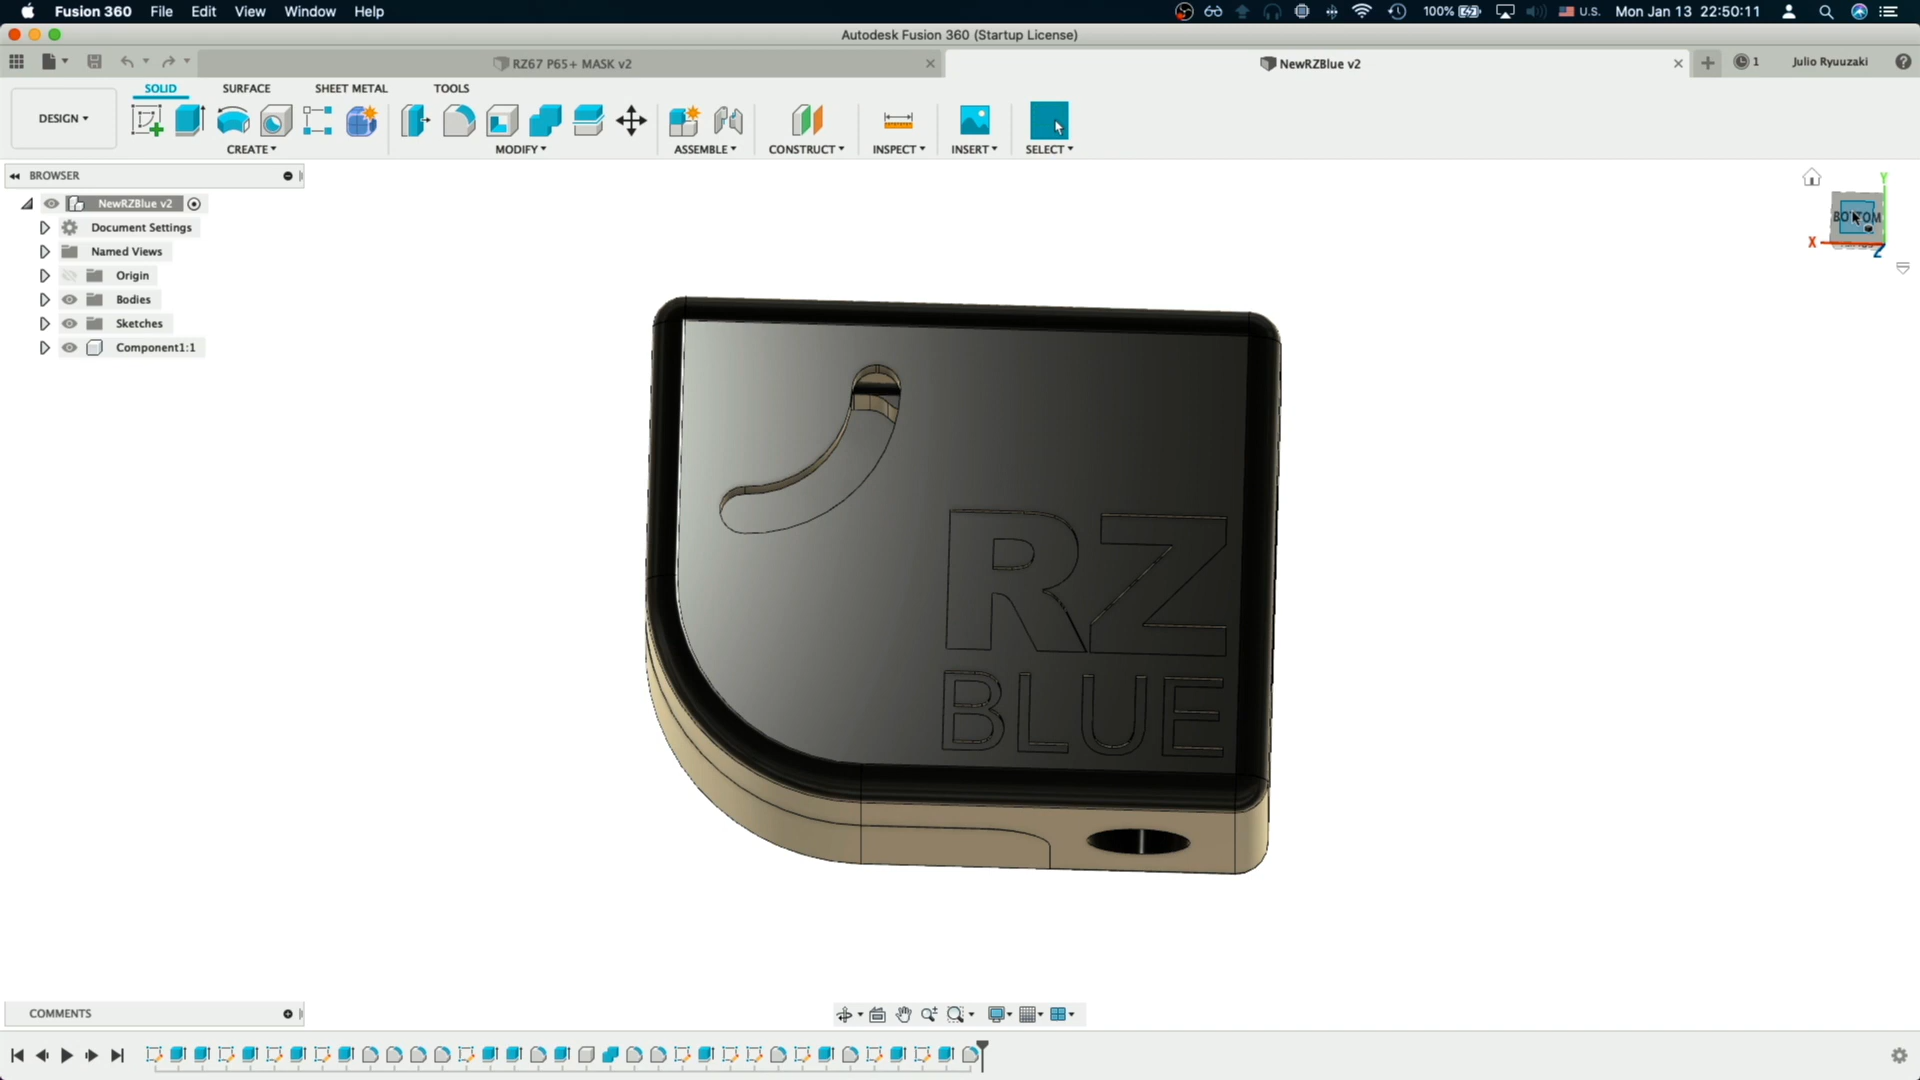 Fusion 360 File Edit View Window Help 100% U.S. Mon Jan 13 22:50:11
Autodesk Fusion 360 (Startup License)
RZ67 P65+ MASK v2 NewRZBlue v2 1 Julio Ryuuzaki
SOLID SURFACE SHEET METAL TOOLS
DESIGN
CREATE MODIFY ASSEMBLE CONSTRUCT INSPECT INSERT SELECT
BROWSER
NewRZBlue v2
Document Settings
Named Views
Origin
Bodies
Sketches
Component1:1
Y
BOTTOM
X
Z
RZ
BLUE
COMMENTS